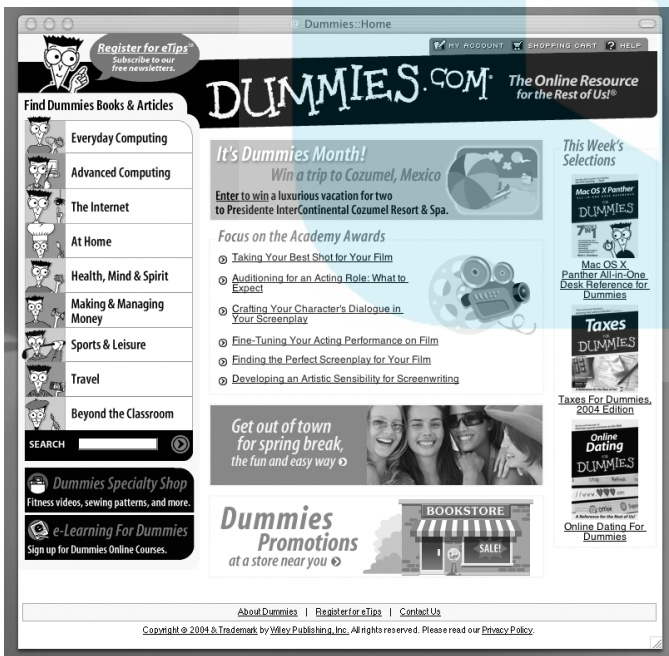 Dummies::Home
Register for eTips
Subscribe to our
free newsletters.
MY ACCOUNT SHOPPING CART ? HELP
DUMMIES.COM®
The Online Resource
for the Rest of Us!®
Find Dummies Books & Articles
Everyday Computing
Advanced Computing
The Internet
At Home
Health, Mind & Spirit
Making & Managing
Money
Sports & Leisure
Travel
Beyond the Classroom
SEARCH
Dummies Specialty Shop
Fitness videos, sewing patterns, and more.
e-Learning For Dummies
Sign up for Dummies Online Courses.
It's Dummies Month!
Win a trip to Cozumel, Mexico
Enter to win a luxurious vacation for two
to Presidente InterContinental Cozumel Resort & Spa.
Focus on the Academy Awards
Taking Your Best Shot for Your Film
Auditioning for an Acting Role: What to
Expect
Crafting Your Character's Dialogue in
Your Screenplay
Fine-Tuning Your Acting Performance on Film
Finding the Perfect Screenplay for Your Film
Developing an Artistic Sensibility for Screenwriting
Get out of town
for spring break,
the fun and easy way
Dummies
Promotions
at a store near you
BOOKSTORE
SALE!
This Week's
Selections
Mac OS X Panther
DUMMIES
Mac OS X
Panther All-in-One
Desk Reference for
Dummies
Taxes
FOR
DUMMIES
Taxes For Dummies,
2004 Edition
Online
Dating
FOR
DUMMIES
Online Dating For
Dummies
About Dummies | Register for eTips | Contact Us
Copyright © 2004 & Trademark by Wiley Publishing, Inc. All rights reserved. Please read our Privacy Policy.